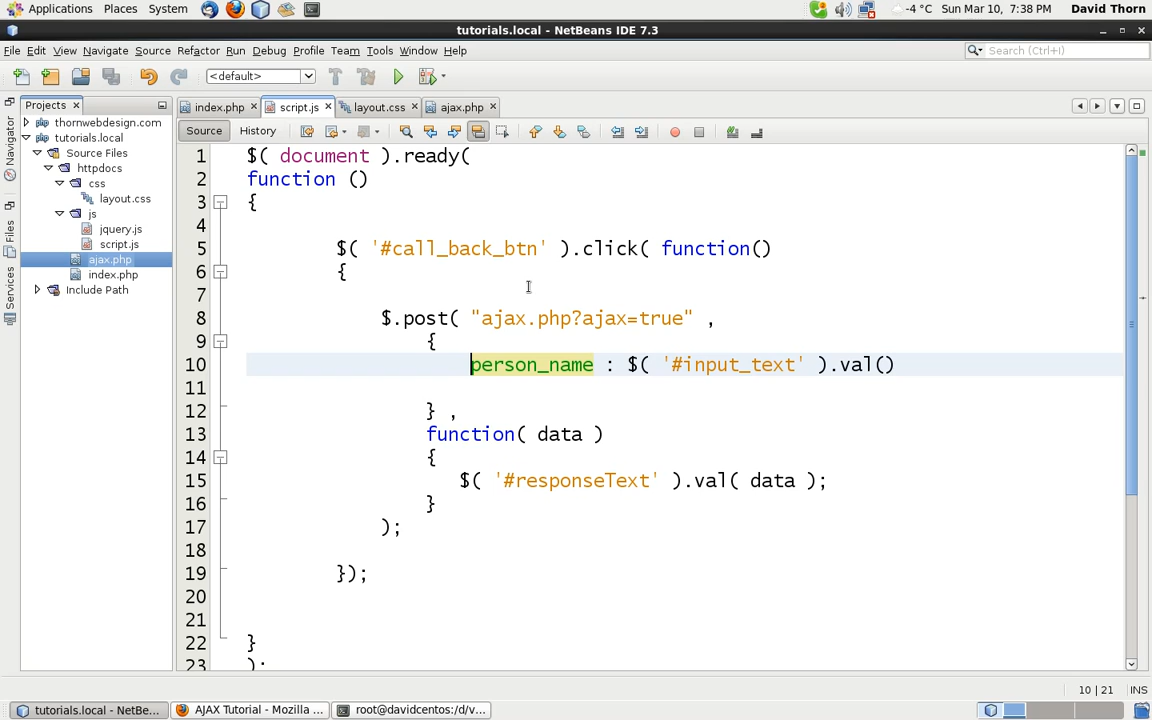 Applications Places System -4 °C Sun Mar 10, 7:38 PM David Thorn
tutorials.local - NetBeans IDE 7.3
File Edit View Navigate Source Refactor Run Debug Profile Team Tools Window Help Search (Ctrl+I)
<default>
Projects index.php script.js layout.css ajax.php
Navigator
Files
Services
thornwebdesign.com
tutorials.local
Source Files
httpdocs
css
layout.css
js
jquery.js
script.js
ajax.php
index.php
Include Path
Source History
1 $( document ).ready(
2 function ()
3 {
4
5 $( '#call_back_btn' ).click( function()
6 {
7
8 $.post( "ajax.php?ajax=true" ,
9 {
10 person_name : $( '#input_text' ).val()
11
12 } ,
13 function( data )
14 {
15 $( '#responseText' ).val( data );
16 }
17 );
18
19 });
20
21
22 }
23 );
10 | 21 INS
tutorials.local - NetBe... AJAX Tutorial - Mozilla ... root@davidcentos:/d/v...